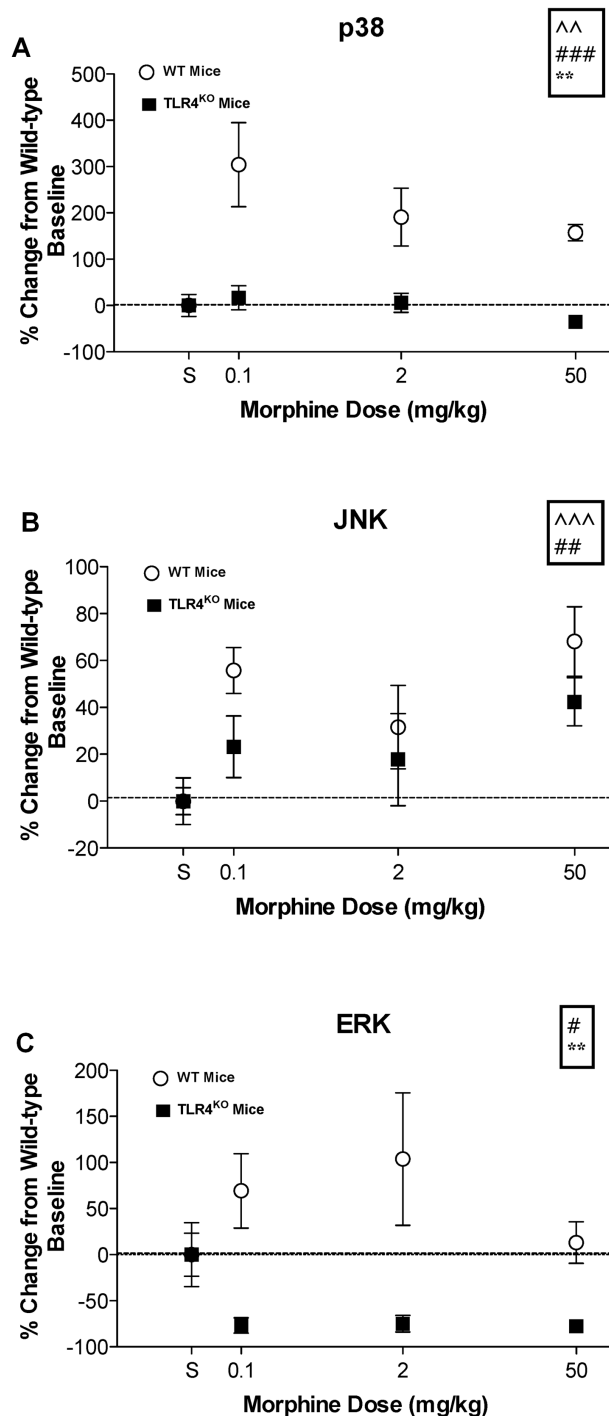 A
p38
^^
###
**
WT Mice
TLR4KO Mice
% Change from Wild-type
Baseline
500
400
300
200
100
0
-100
S
0.1
2
50
Morphine Dose (mg/kg)
B
JNK
^^^
##
WT Mice
TLR4KO Mice
% Change from Wild-type
Baseline
100
80
60
40
20
0
-20
S
0.1
2
50
Morphine Dose (mg/kg)
C
ERK
#
**
WT Mice
TLR4KO Mice
% Change from Wild-type
Baseline
200
150
100
50
0
-50
-100
S
0.1
2
50
Morphine Dose (mg/kg)